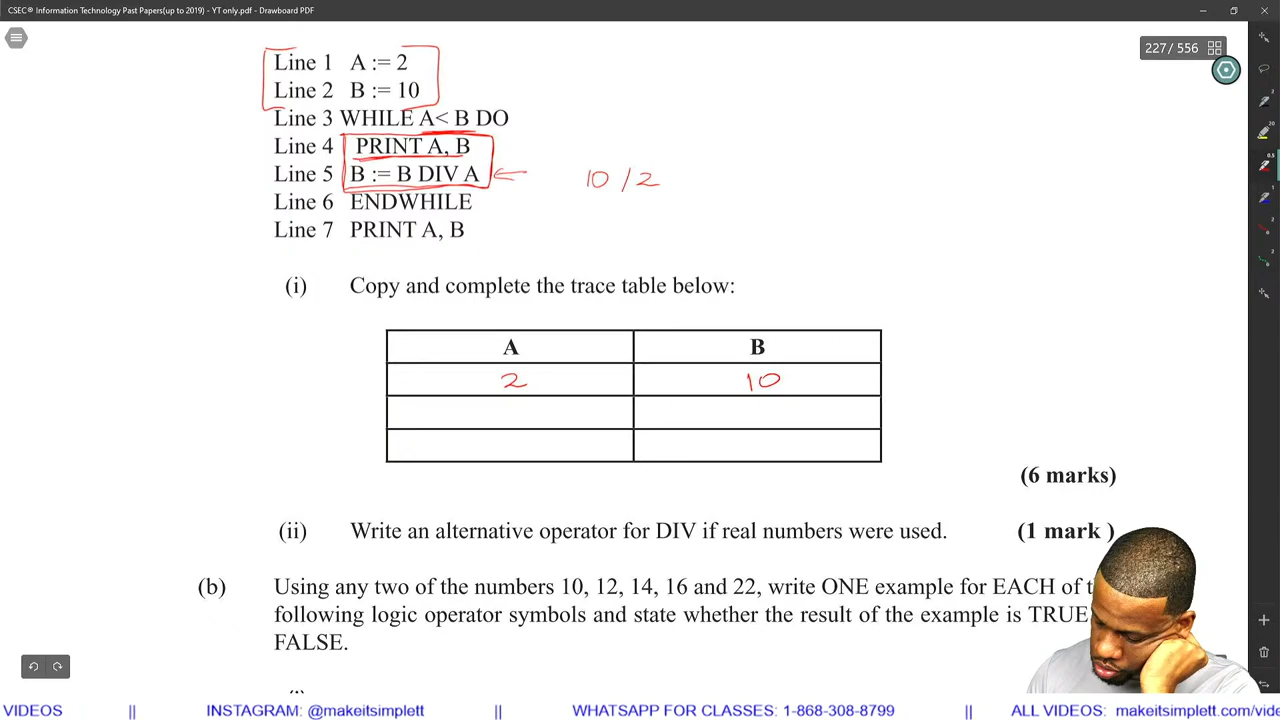 CSEC® Information Technology Past Papers(up to 2019) - YT only.pdf - Drawboard PDF
227 / 556
Line 1 A := 2
Line 2 B := 10
Line 3 WHILE A< B DO
Line 4 PRINT A, B
Line 5 B := B DIV A
10 / 2
Line 6 ENDWHILE
Line 7 PRINT A, B
(i) Copy and complete the trace table below:
A B
2 10
(6 marks)
(ii) Write an alternative operator for DIV if real numbers were used. (1 mark )
(b) Using any two of the numbers 10, 12, 14, 16 and 22, write ONE example for EACH of t
following logic operator symbols and state whether the result of the example is TRUE
FALSE.
VIDEOS || INSTAGRAM: @makeitsimplett || WHATSAPP FOR CLASSES: 1-868-308-8799 || ALL VIDEOS: makeitsimplett.com/vide